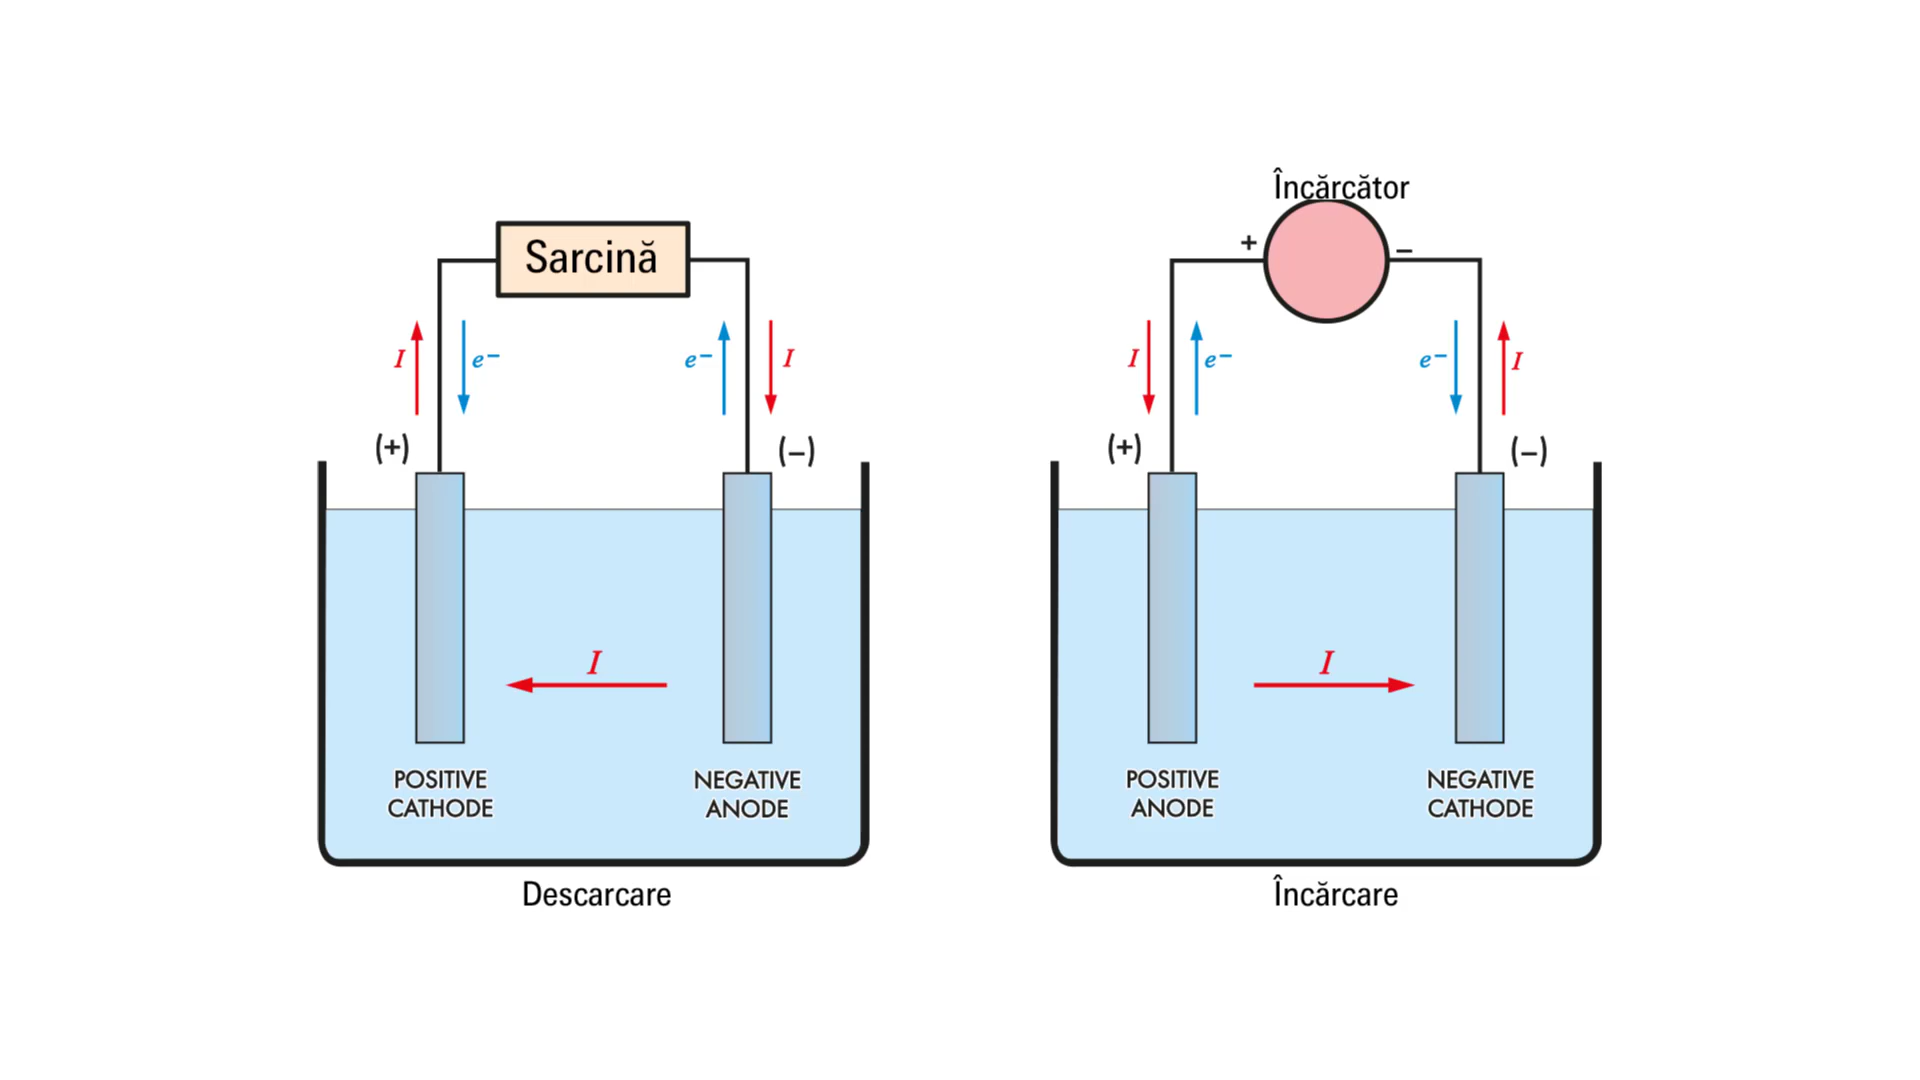 Încărcător
Sarcină
+
−
I
e−
e−
I
I
e−
e−
I
(+)
(−)
(+)
(−)
I
I
POSITIVE
CATHODE
NEGATIVE
ANODE
POSITIVE
ANODE
NEGATIVE
CATHODE
Descarcare
Încărcare